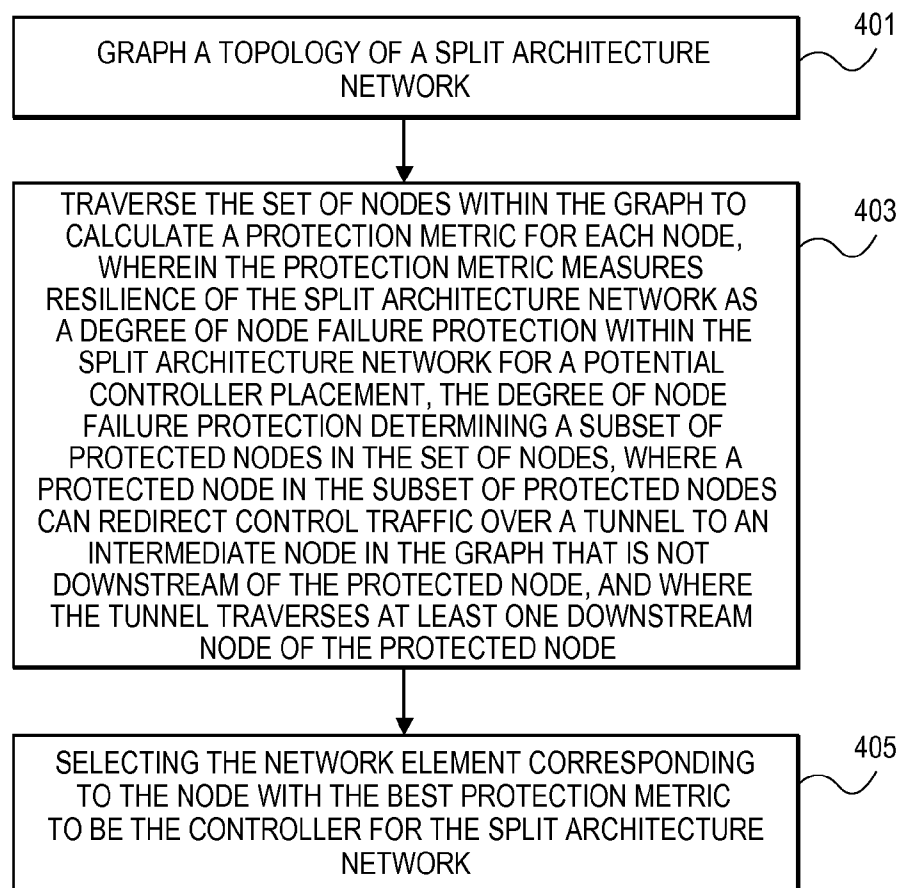 GRAPH A TOPOLOGY OF A SPLIT ARCHITECTURE
NETWORK
401
TRAVERSE THE SET OF NODES WITHIN THE GRAPH TO
CALCULATE A PROTECTION METRIC FOR EACH NODE,
WHEREIN THE PROTECTION METRIC MEASURES
RESILIENCE OF THE SPLIT ARCHITECTURE NETWORK AS
A DEGREE OF NODE FAILURE PROTECTION WITHIN THE
SPLIT ARCHITECTURE NETWORK FOR A POTENTIAL
CONTROLLER PLACEMENT, THE DEGREE OF NODE
FAILURE PROTECTION DETERMINING A SUBSET OF
PROTECTED NODES IN THE SET OF NODES, WHERE A
PROTECTED NODE IN THE SUBSET OF PROTECTED NODES
CAN REDIRECT CONTROL TRAFFIC OVER A TUNNEL TO AN
INTERMEDIATE NODE IN THE GRAPH THAT IS NOT
DOWNSTREAM OF THE PROTECTED NODE, AND WHERE
THE TUNNEL TRAVERSES AT LEAST ONE DOWNSTREAM
NODE OF THE PROTECTED NODE
403
SELECTING THE NETWORK ELEMENT CORRESPONDING
TO THE NODE WITH THE BEST PROTECTION METRIC
TO BE THE CONTROLLER FOR THE SPLIT ARCHITECTURE
NETWORK
405